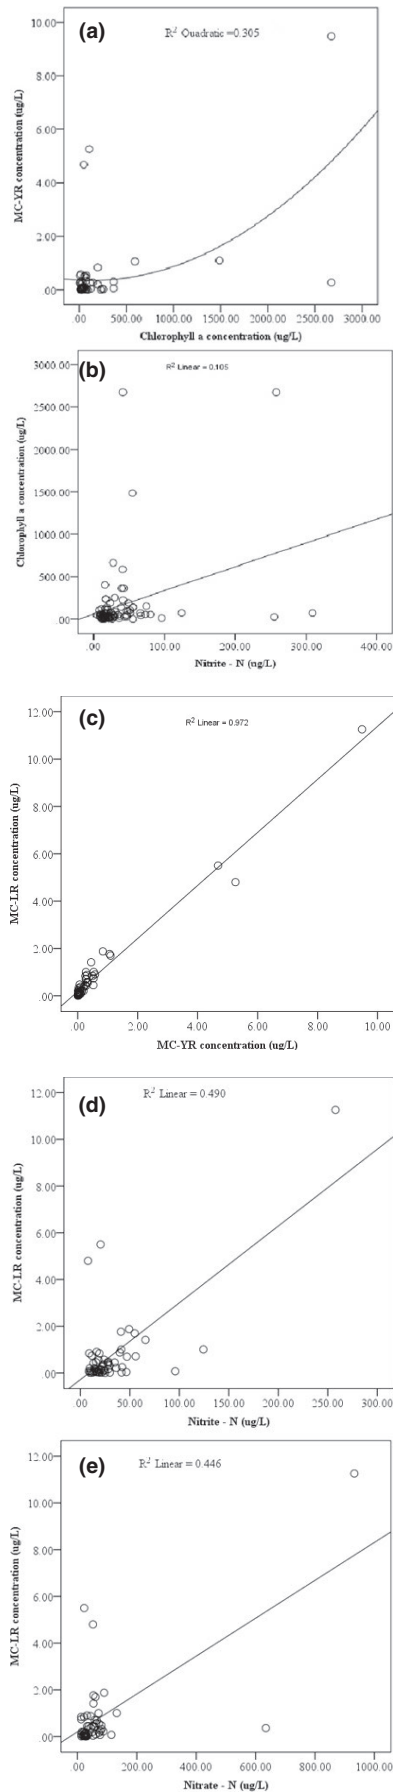 (a)
R² Quadratic =0.305
10.00
8.00
6.00
4.00
2.00
.00
MC-YR concentration (ug/L)
.00 500.00 1000.00 1500.00 2000.00 2500.00 3000.00
Chlorophyll a concentration (ug/L)
(b)
R² Linear = 0.105
3000.00
2500.00
1500.00
1000.00
500.00
.00
Chlorophyll a concentration (ug/L)
.00 100.00 200.00 300.00 400.00
Nitrite - N (ug/L)
(c)
R² Linear = 0.972
12.00
10.00
8.00
6.00
4.00
2.00
.00
MC-LR concentration (ug/L)
.00 2.00 4.00 6.00 8.00 10.00
MC-YR concentration (ug/L)
(d)
R² Linear = 0.490
12.00
10.00
8.00
6.00
4.00
2.00
.00
MC-LR concentration (ug/L)
.00 50.00 100.00 150.00 200.00 250.00 300.00
Nitrite - N (ug/L)
(e)
R² Linear = 0.446
12.00
10.00
8.00
6.00
4.00
2.00
.00
MC-LR concentration (ug/L)
.00 200.00 400.00 600.00 800.00 1000.00
Nitrate - N (ug/L)